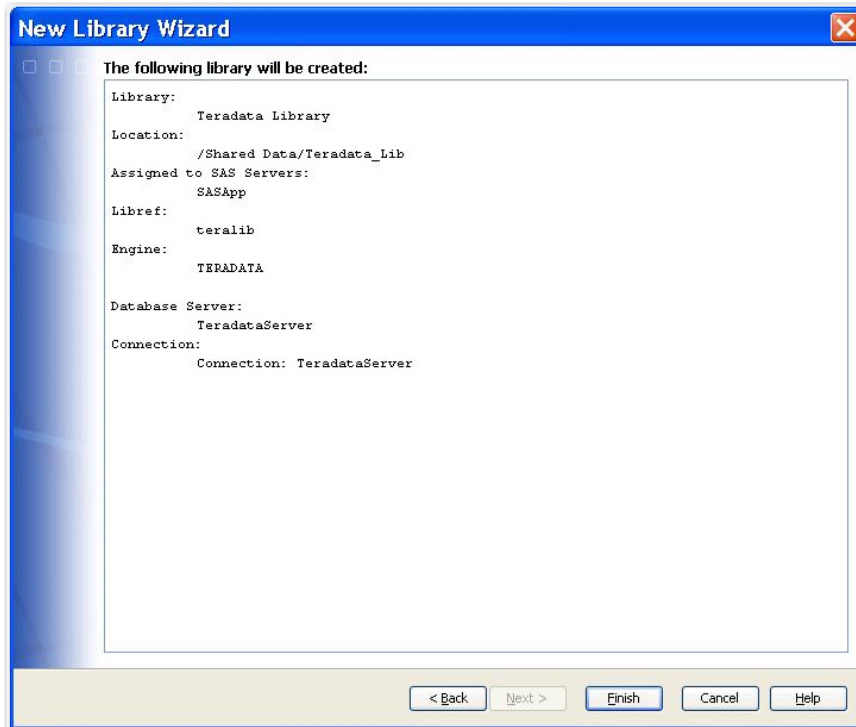 New Library Wizard
The following library will be created:
Library:
Teradata Library
Location:
/Shared Data/Teradata_Lib
Assigned to SAS Servers:
SASApp
Libref:
teralib
Engine:
TERADATA
Database Server:
TeradataServer
Connection:
Connection: TeradataServer
< Back Next > Finish Cancel Help